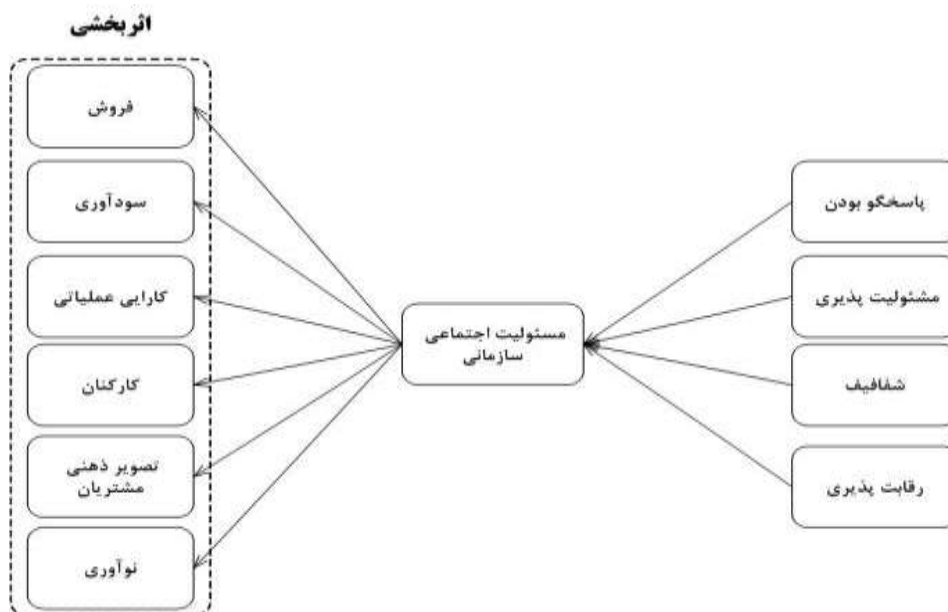 اثربخشی
فروش
سودآوری
کارایی عملیاتی
کارکنان
تصویر ذهنی
مشتریان
نوآوری
مسئولیت اجتماعی
سازمانی
پاسخگو بودن
مشئولیت پذیری
شفافیف
رقابت پذیری